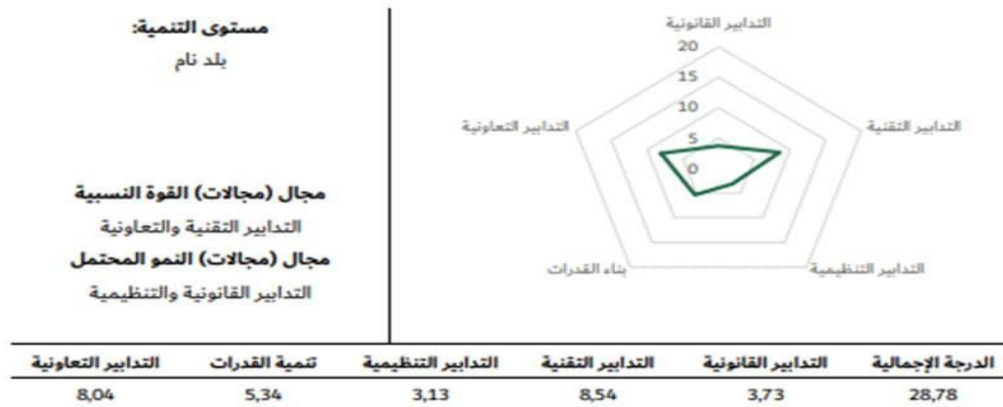 مستوى التنمية:
بلد نام
مجال (مجالات) القوة النسبية
التدابير التقنية والتعاونية
مجال (مجالات) النمو المحتمل
التدابير القانونية والتنظيمية
التدابير القانونية
20
15
10
5
0
التدابير التقنية
التدابير التعاونية
التدابير التنظيمية
بناء القدرات
الدرجة الإجمالية التدابير القانونية التدابير التقنية التدابير التنظيمية تنمية القدرات التدابير التعاونية
28,78 3,73 8,54 3,13 5,34 8,04